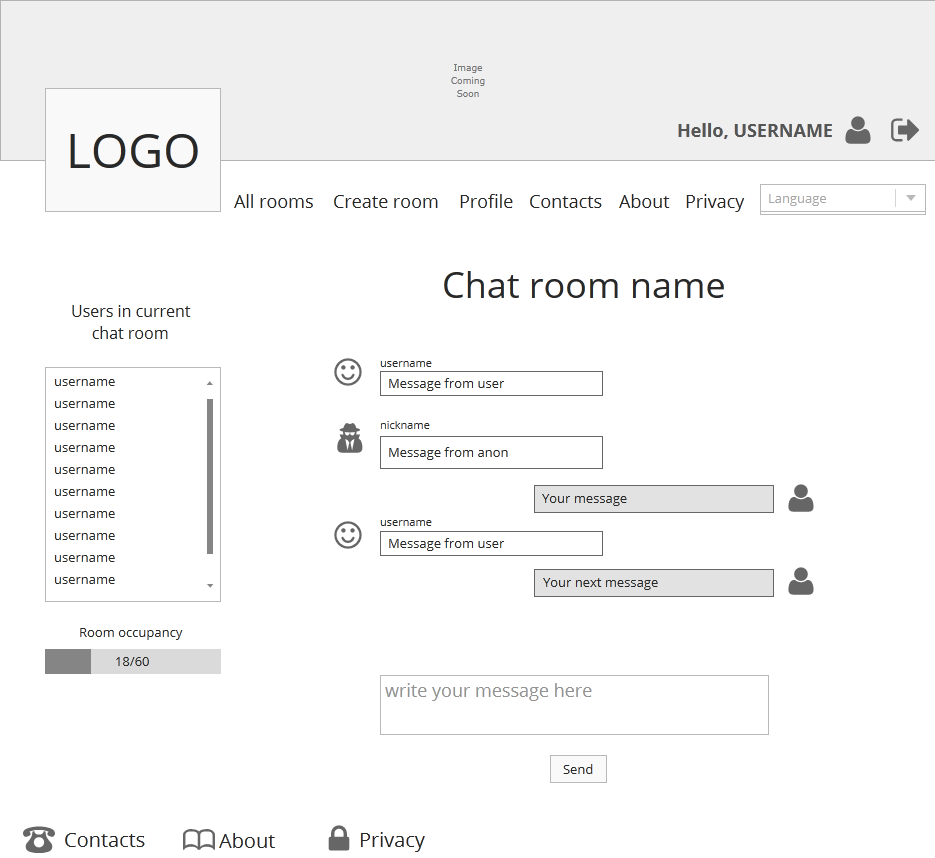 Image
Coming
Soon
Hello, USERNAME
LOGO
All rooms Create room Profile Contacts About Privacy Language
Chat room name
Users in current
chat room
username
username
username
username
username
username
username
username
username
username
Room occupancy
18/60
username
Message from user
nickname
Message from anon
Your message
username
Message from user
Your next message
write your message here
Send
Contacts About Privacy